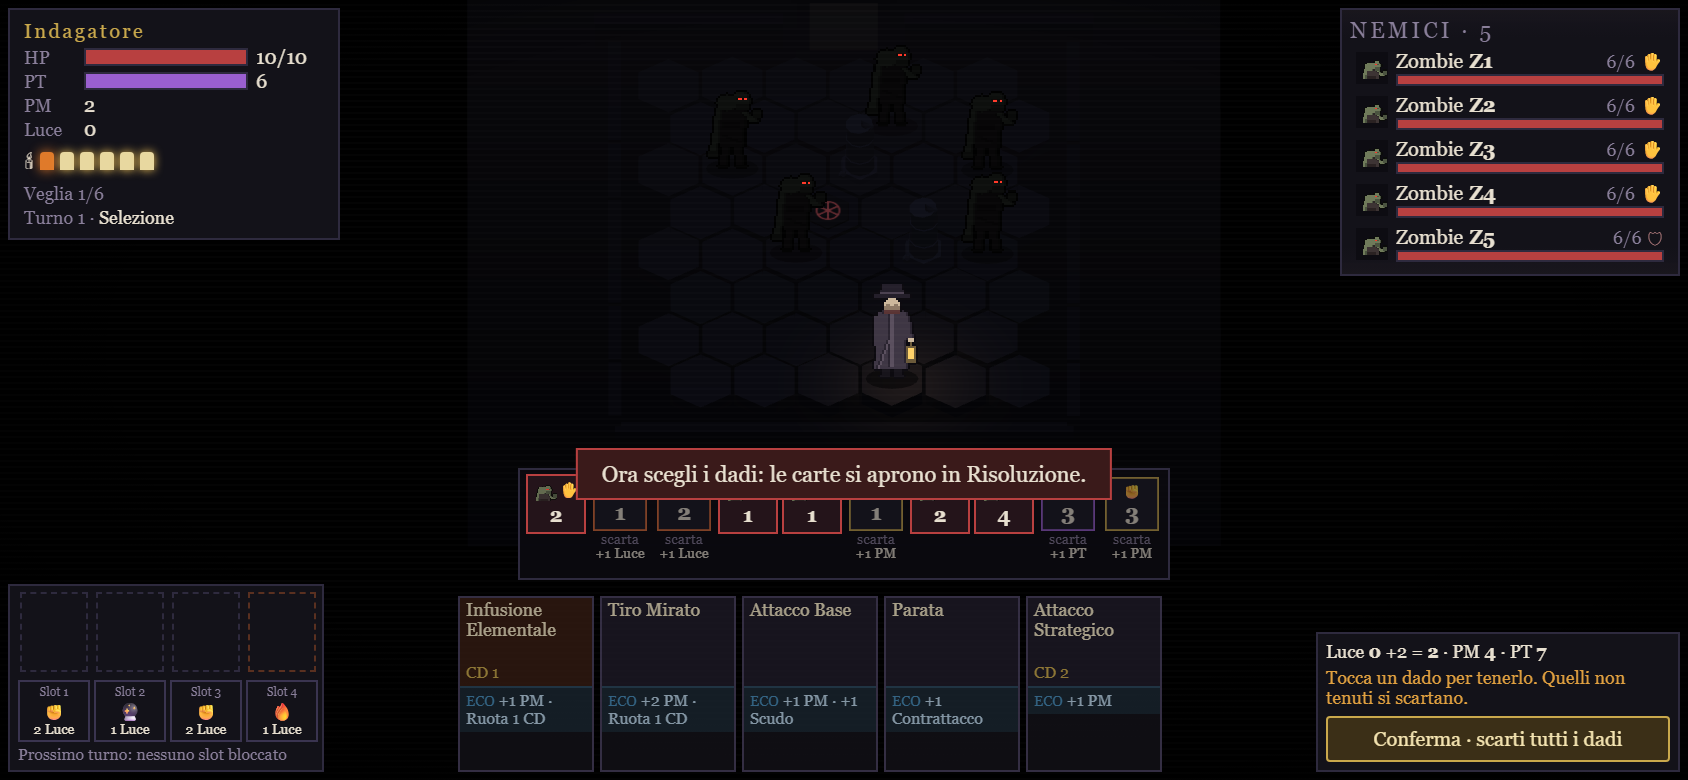 Indagatore
HP 10/10
PT 6
PM 2
Luce 0
Veglia 1/6
Turno 1 · Selezione
NEMICI · 5
Zombie Z1 6/6
Zombie Z2 6/6
Zombie Z3 6/6
Zombie Z4 6/6
Zombie Z5 6/6
Ora scegli i dadi: le carte si aprono in Risoluzione.
2 1 2 1 1 1 2 4 3 3
scarta scarta scarta scarta scarta
+1 Luce +1 Luce +1 PM +1 PT +1 PM
Slot 1 Slot 2 Slot 3 Slot 4
2 Luce 1 Luce 2 Luce 1 Luce
Prossimo turno: nessuno slot bloccato
Infusione
Elementale
CD 1
ECO +1 PM ·
Ruota 1 CD
Tiro Mirato
ECO +2 PM ·
Ruota 1 CD
Attacco Base
ECO +1 PM · +1
Scudo
Parata
ECO +1
Contrattacco
Attacco
Strategico
CD 2
ECO +1 PM
Luce 0 +2 = 2 · PM 4 · PT 7
Tocca un dado per tenerlo. Quelli non
tenuti si scartano.
Conferma · scarti tutti i dadi